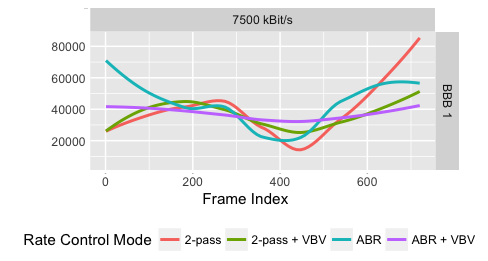 7500 kBit/s
80000
60000
40000
20000
BBB 1
0 200 400 600
Frame Index
Rate Control Mode 2-pass 2-pass + VBV ABR ABR + VBV